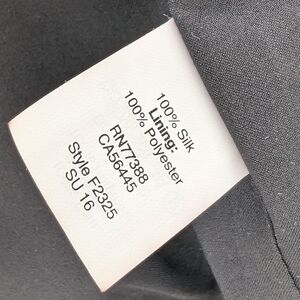 100% Silk
Lining:
100% Polyester
RN77388
CA56445
Style F2325
SU 16